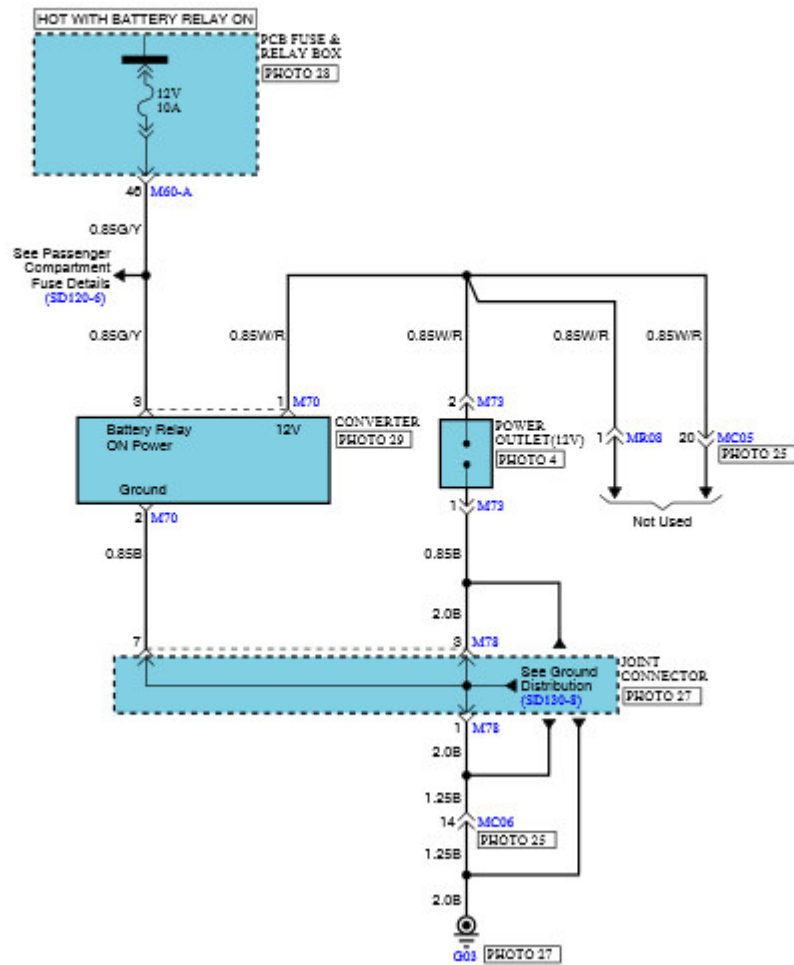 HOT WITH BATTERY RELAY ON
PCB FUSE &
RELAY BOX
PHOTO 28
12V
10A
46 M60-A
0.85G/Y
See Passenger
Compartment
Fuse Details
(SD120-6)
0.85G/Y 0.85W/R 0.85W/R 0.85W/R 0.85W/R
3 1 M70 2 M73
Battery Relay
ON Power
12V
CONVERTER
PHOTO 29
POWER
OUTLET(12V)
PHOTO 4
1 MR08 20 MC05
PHOTO 25
Ground
2 M70
1 M73
Not Used
0.85B 0.85B
2.0B
7 3 M78
See Ground
Distribution
(SD130-8)
JOINT
CONNECTOR
PHOTO 27
1 M78
2.0B
1.25B
14 MC06
PHOTO 25
1.25B
2.0B
G03 PHOTO 27